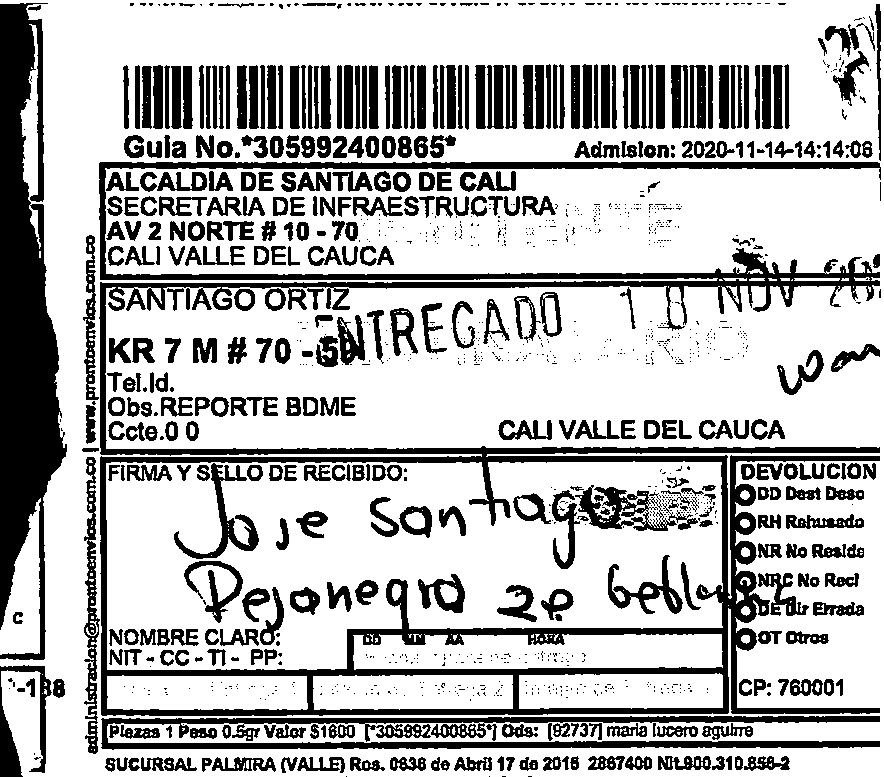 Guia No.*305992400865*
Admision: 2020-11-14-14:14:06
ALCALDIA DE SANTIAGO DE CALI
SECRETARIA DE INFRAESTRUCTURA
AV 2 NORTE # 10 - 70
CALI VALLE DEL CAUCA
SANTIAGO ORTIZ
ENTREGADO 18 NOV
KR 7 M # 70 - 59
Tel.Id.
Obs.REPORTE BDME
Ccte.0 0
CALI VALLE DEL CAUCA
www.prontoenvios.com.co
administracion@prontoenvios.com.co
FIRMA Y SELLO DE RECIBIDO:
Jose Santiago
NOMBRE CLARO:
NIT - CC - TI - PP:
DD MM AA HORA
DEVOLUCION
DD Dest Desc
RH Rehusado
NR No Reside
NRC No Recl
DE Dir Errada
OT Otros
CP: 760001
Piezas 1 Peso 0.5gr Valor $1600 [*305992400865*] Ods: [92737] maria lucero aguirre
SUCURSAL PALMIRA (VALLE) Ros. 0636 de Abril 17 de 2015 2867400 Nit.900.310.856-2